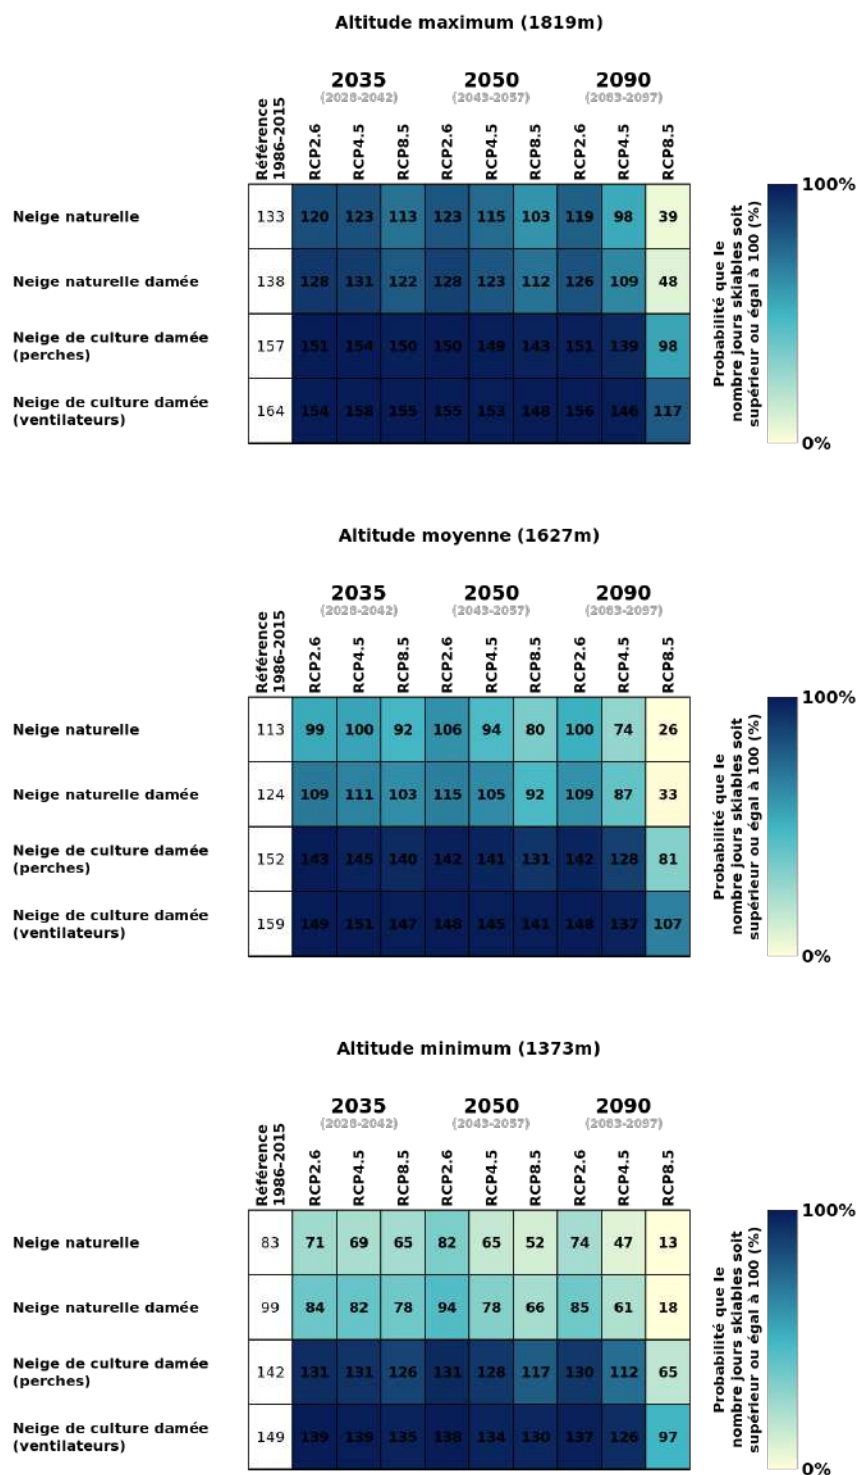 Altitude maximum (1819m)
2035 2050 2090
(2028-2042) (2043-2057) (2083-2097)
Référence
1986-2015
RCP2.6 RCP4.5 RCP8.5 RCP2.6 RCP4.5 RCP8.5 RCP2.6 RCP4.5 RCP8.5
Neige naturelle 133 120 123 113 123 115 103 119 98 39
Neige naturelle damée 138 128 131 122 128 123 112 126 109 48
Neige de culture damée
(perches) 157 151 154 150 150 149 143 151 139 98
Neige de culture damée
(ventilateurs) 164 154 158 155 155 153 148 156 146 117
Probabilité que le
nombre jours skiables soit
supérieur ou égal à 100 (%)
100%
0%
Altitude moyenne (1627m)
2035 2050 2090
(2028-2042) (2043-2057) (2083-2097)
Référence
1986-2015
RCP2.6 RCP4.5 RCP8.5 RCP2.6 RCP4.5 RCP8.5 RCP2.6 RCP4.5 RCP8.5
Neige naturelle 113 99 100 92 106 94 80 100 74 26
Neige naturelle damée 124 109 111 103 115 105 92 109 87 33
Neige de culture damée
(perches) 152 143 145 140 142 141 131 142 128 81
Neige de culture damée
(ventilateurs) 159 149 151 147 148 145 141 148 137 107
Probabilité que le
nombre jours skiables soit
supérieur ou égal à 100 (%)
100%
0%
Altitude minimum (1373m)
2035 2050 2090
(2028-2042) (2043-2057) (2083-2097)
Référence
1986-2015
RCP2.6 RCP4.5 RCP8.5 RCP2.6 RCP4.5 RCP8.5 RCP2.6 RCP4.5 RCP8.5
Neige naturelle 83 71 69 65 82 65 52 74 47 13
Neige naturelle damée 99 84 82 78 94 78 66 85 61 18
Neige de culture damée
(perches) 142 131 131 126 131 128 117 130 112 65
Neige de culture damée
(ventilateurs) 149 139 139 135 138 134 130 137 126 97
Probabilité que le
nombre jours skiables soit
supérieur ou égal à 100 (%)
100%
0%